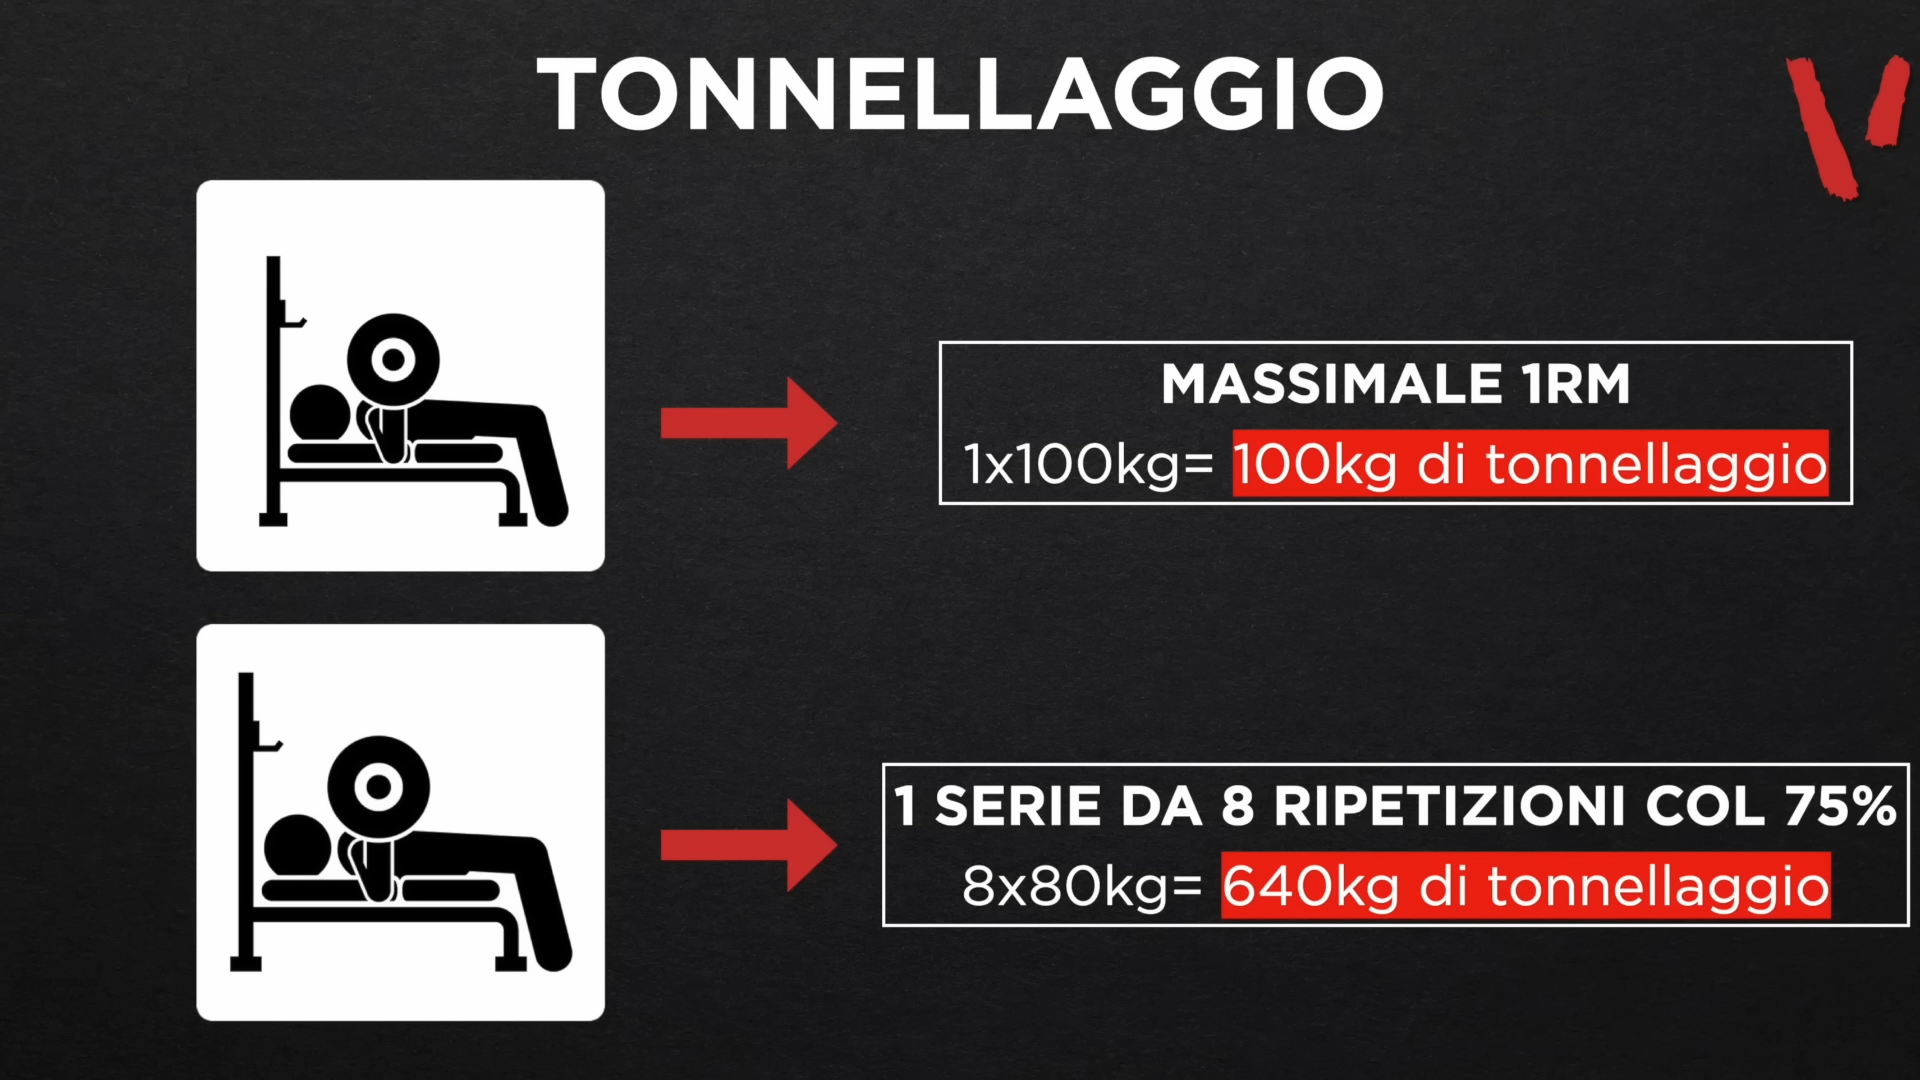 TONNELLAGGIO
MASSIMALE 1RM
1x100kg= 100kg di tonnellaggio
1 SERIE DA 8 RIPETIZIONI COL 75%
8x80kg= 640kg di tonnellaggio